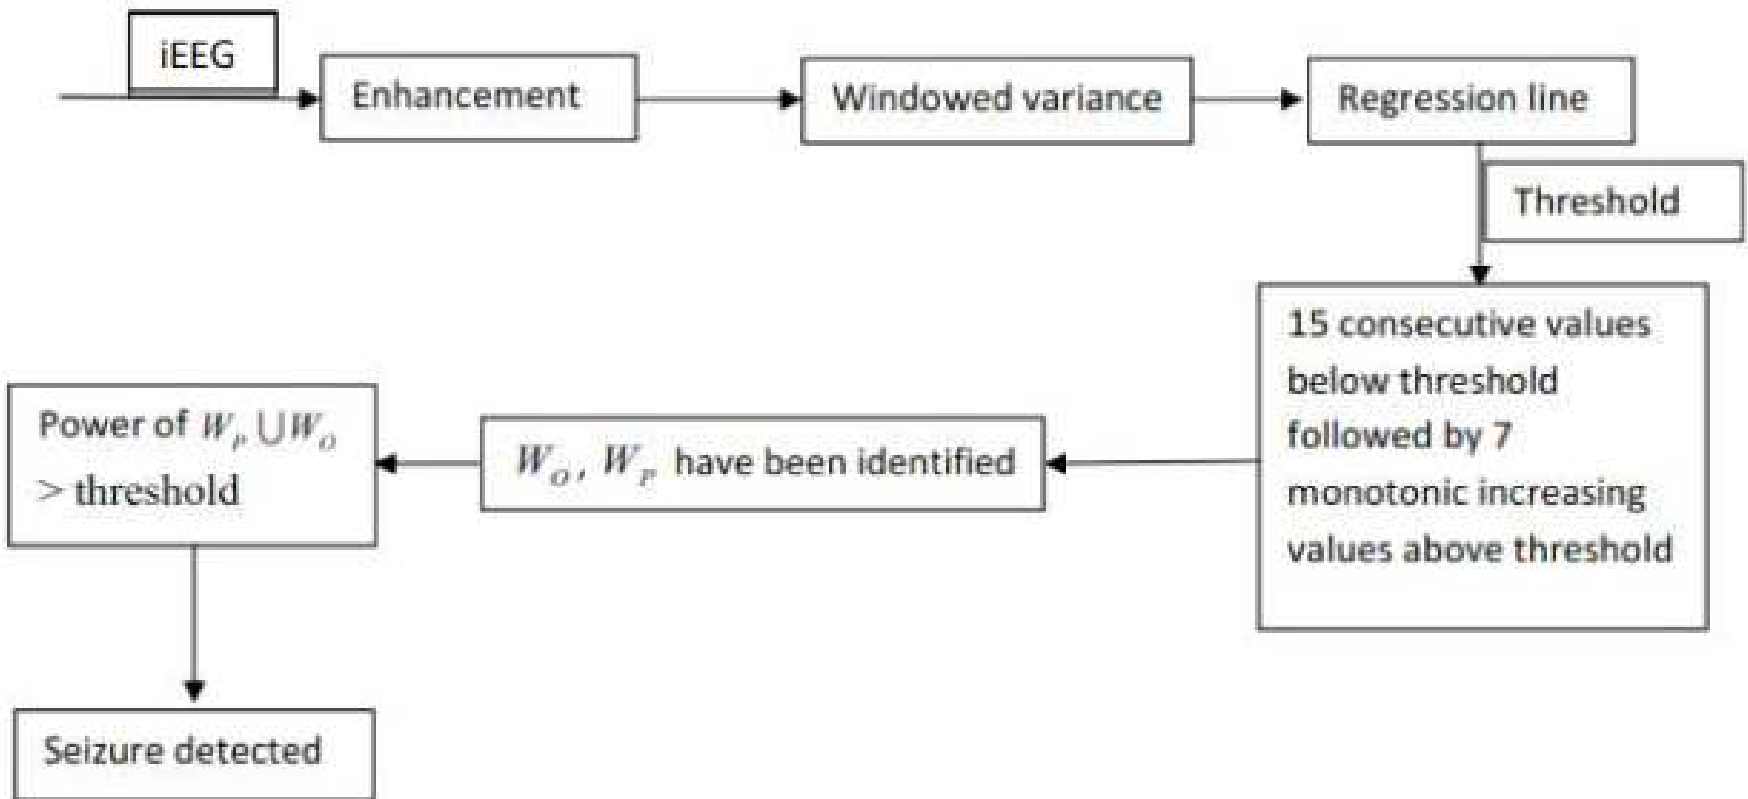 iEEG
Enhancement
Windowed variance
Regression line
Threshold
15 consecutive values
below threshold
followed by 7
monotonic increasing
values above threshold
W_O, W_P have been identified
Power of W_P ∪ W_O
> threshold
Seizure detected